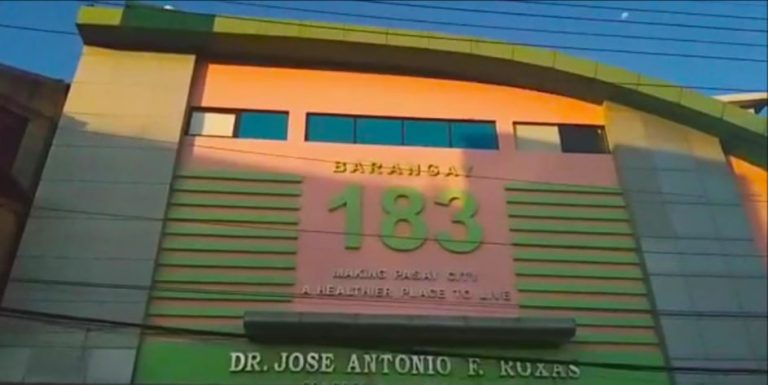 BARANGAY
183
MAKING PASAY CITY
A HEALTHIER PLACE TO LIVE
DR. JOSE ANTONIO F. ROXAS